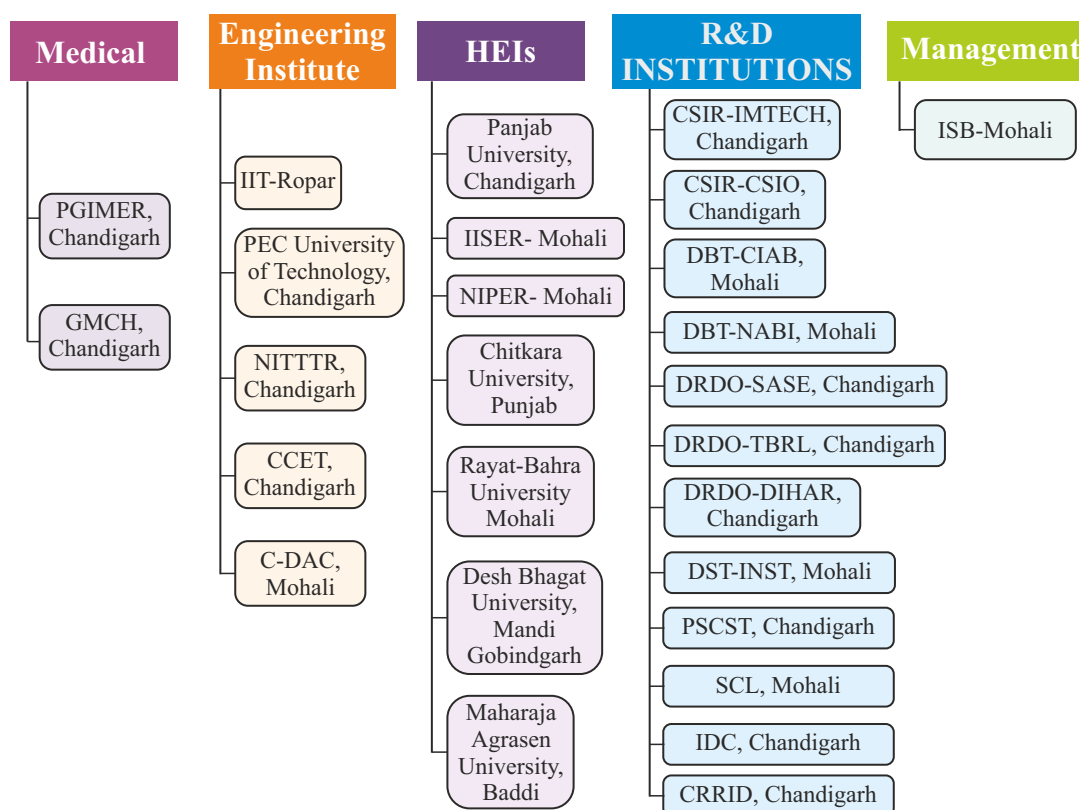 Medical
PGIMER,
Chandigarh
GMCH,
Chandigarh
Engineering
Institute
IIT-Ropar
PEC University
of Technology,
Chandigarh
NITTTR,
Chandigarh
CCET,
Chandigarh
C-DAC,
Mohali
HEIs
Panjab
University,
Chandigarh
IISER- Mohali
NIPER- Mohali
Chitkara
University,
Punjab
Rayat-Bahra
University
Mohali
Desh Bhagat
University,
Mandi
Gobindgarh
Maharaja
Agrasen
University,
Baddi
R&D
INSTITUTIONS
CSIR-IMTECH,
Chandigarh
CSIR-CSIO,
Chandigarh
DBT-CIAB,
Mohali
DBT-NABI, Mohali
DRDO-SASE, Chandigarh
DRDO-TBRL, Chandigarh
DRDO-DIHAR,
Chandigarh
DST-INST, Mohali
PSCST, Chandigarh
SCL, Mohali
IDC, Chandigarh
CRRID, Chandigarh
Management
ISB-Mohali